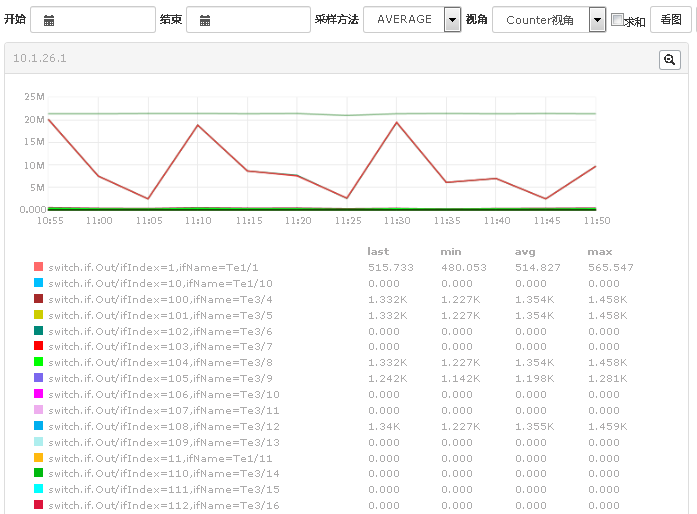 开始 结束 采样方法 AVERAGE 视角 Counter视角 求和 看图
10.1.26.1
25M
20M
15M
10M
5M
0.000
10:55 11:00 11:05 11:10 11:15 11:20 11:25 11:30 11:35 11:40 11:45 11:50
last min avg max
switch.if.Out/ifIndex=1,ifName=Te1/1 515.733 480.053 514.827 565.547
switch.if.Out/ifIndex=10,ifName=Te1/10 0.000 0.000 0.000 0.000
switch.if.Out/ifIndex=100,ifName=Te3/4 1.332K 1.227K 1.354K 1.458K
switch.if.Out/ifIndex=101,ifName=Te3/5 1.332K 1.227K 1.354K 1.458K
switch.if.Out/ifIndex=102,ifName=Te3/6 0.000 0.000 0.000 0.000
switch.if.Out/ifIndex=103,ifName=Te3/7 0.000 0.000 0.000 0.000
switch.if.Out/ifIndex=104,ifName=Te3/8 1.332K 1.227K 1.354K 1.458K
switch.if.Out/ifIndex=105,ifName=Te3/9 1.242K 1.142K 1.198K 1.281K
switch.if.Out/ifIndex=106,ifName=Te3/10 0.000 0.000 0.000 0.000
switch.if.Out/ifIndex=107,ifName=Te3/11 0.000 0.000 0.000 0.000
switch.if.Out/ifIndex=108,ifName=Te3/12 1.34K 1.227K 1.355K 1.459K
switch.if.Out/ifIndex=109,ifName=Te3/13 0.000 0.000 0.000 0.000
switch.if.Out/ifIndex=11,ifName=Te1/11 0.000 0.000 0.000 0.000
switch.if.Out/ifIndex=110,ifName=Te3/14 0.000 0.000 0.000 0.000
switch.if.Out/ifIndex=111,ifName=Te3/15 0.000 0.000 0.000 0.000
switch.if.Out/ifIndex=112,ifName=Te3/16 0.000 0.000 0.000 0.000